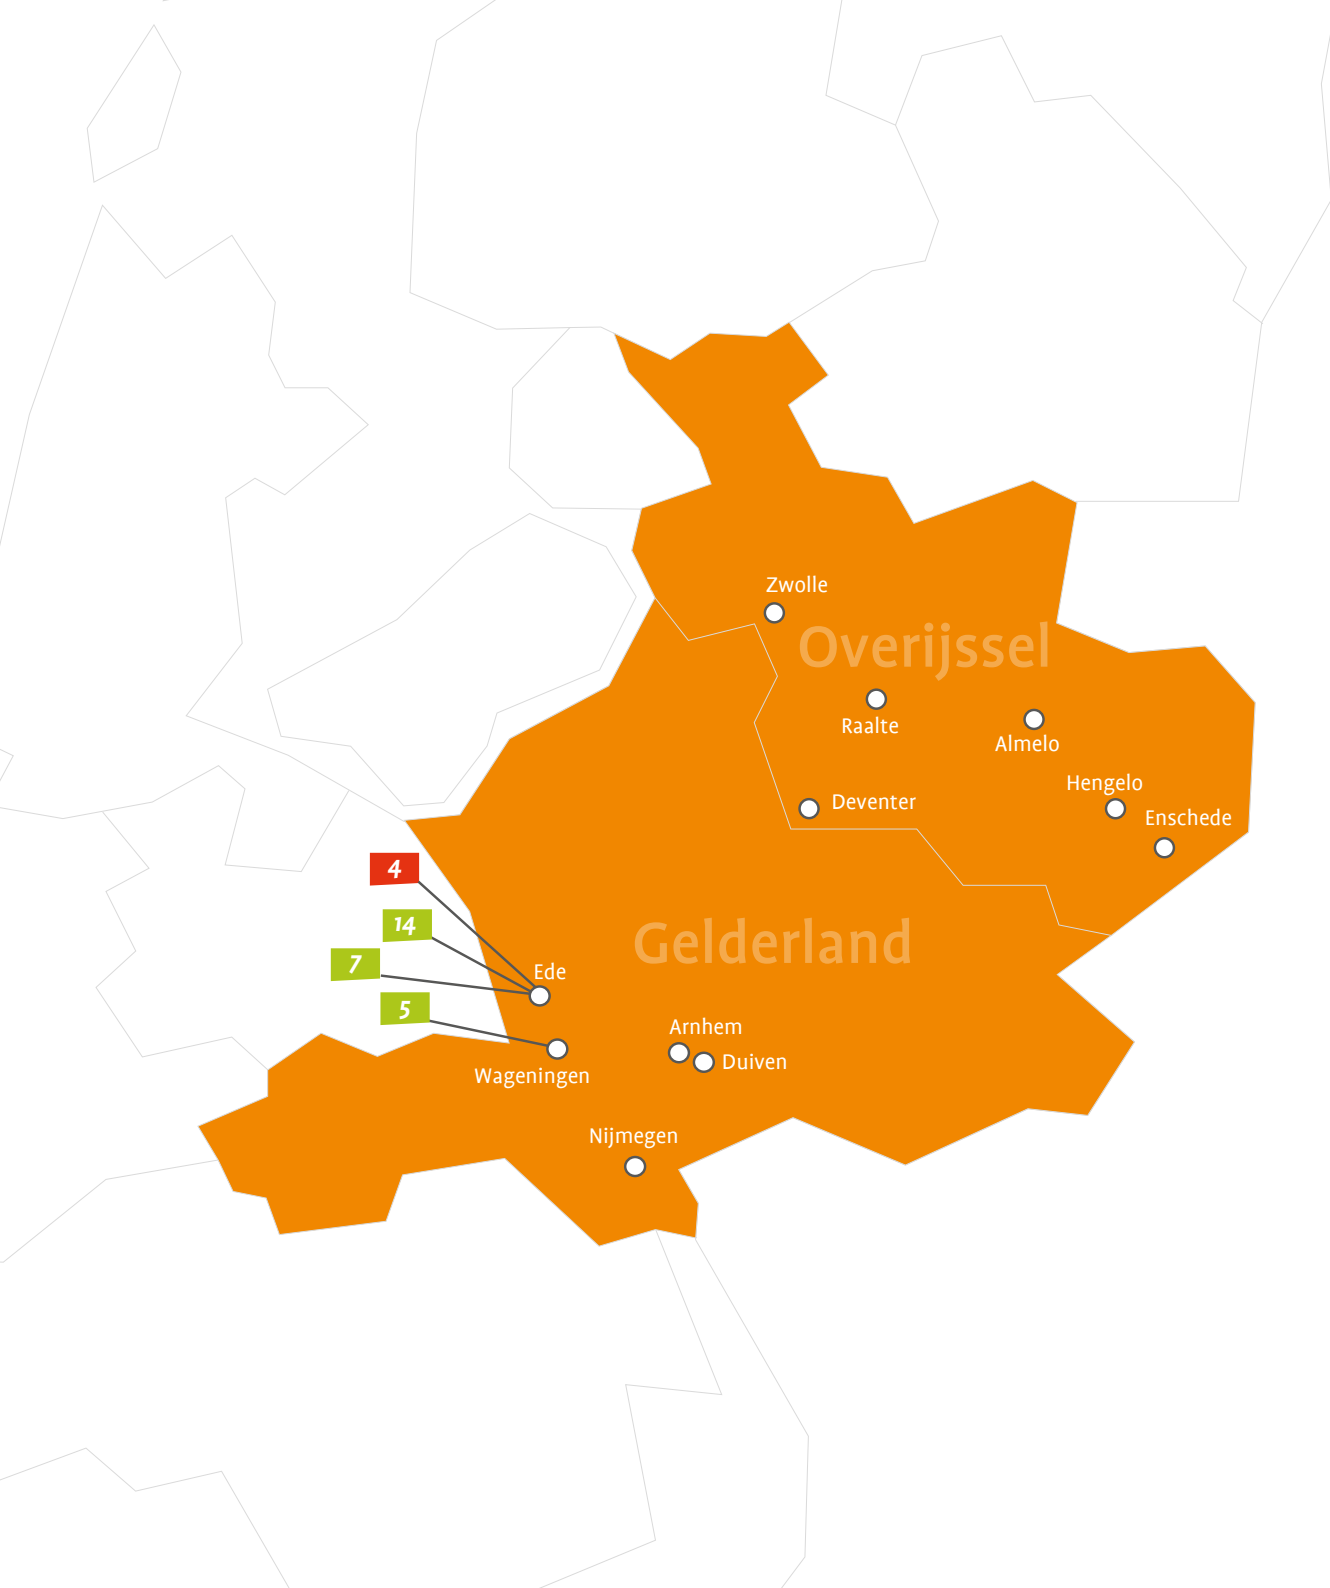 Zwolle
Overijssel
Raalte
Almelo
Hengelo
Deventer
Enschede
4
14
Gelderland
7
Ede
5
Arnhem
Duiven
Wageningen
Nijmegen